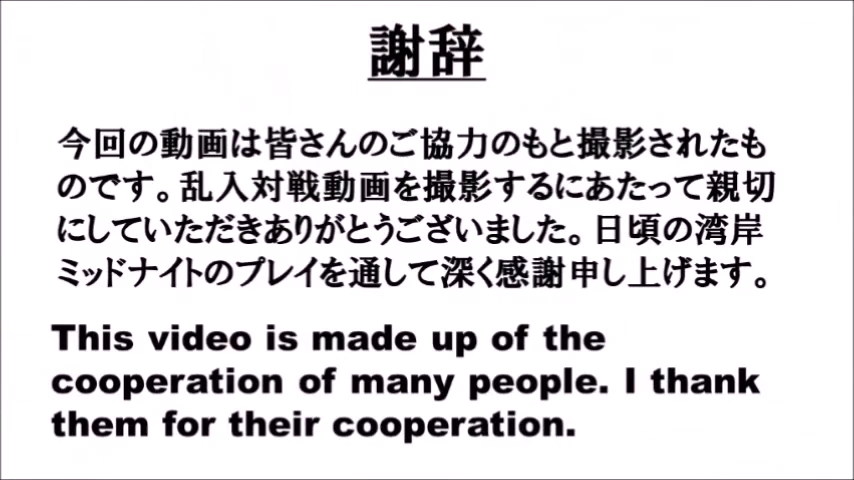 謝辞
今回の動画は皆さんのご協力のもと撮影されたも
のです。乱入対戦動画を撮影するにあたって親切
にしていただきありがとうございました。日頃の湾岸
ミッドナイトのプレイを通して深く感謝申し上げます。
This video is made up of the
cooperation of many people. I thank
them for their cooperation.